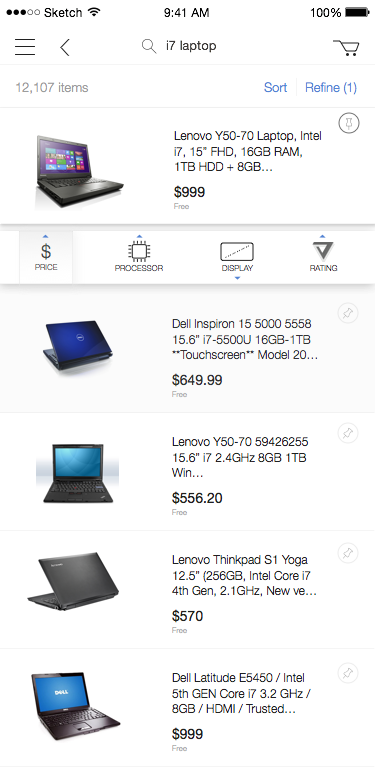 Sketch
9:41 AM
100%
i7 laptop
12,107 items
Sort
Refine (1)
Lenovo Y50-70 Laptop, Intel
i7, 15” FHD, 16GB RAM,
1TB HDD + 8GB…
$999
Free
$
PRICE
PROCESSOR
DISPLAY
RATING
Dell Inspiron 15 5000 5558
15.6” i7-5500U 16GB-1TB
**Touchscreen** Model 20…
$649.99
Free
Lenovo Y50-70 59426255
15.6” i7 2.4GHz 8GB 1TB
Win…
$556.20
Free
Lenovo Thinkpad S1 Yoga
12.5” (256GB, Intel Core i7
4th Gen, 2.1GHz, New ve…
$570
Free
DELL
Dell Latitude E5450 / Intel
5th GEN Core i7 3.2 GHz /
8GB / HDMI / Trusted…
$999
Free